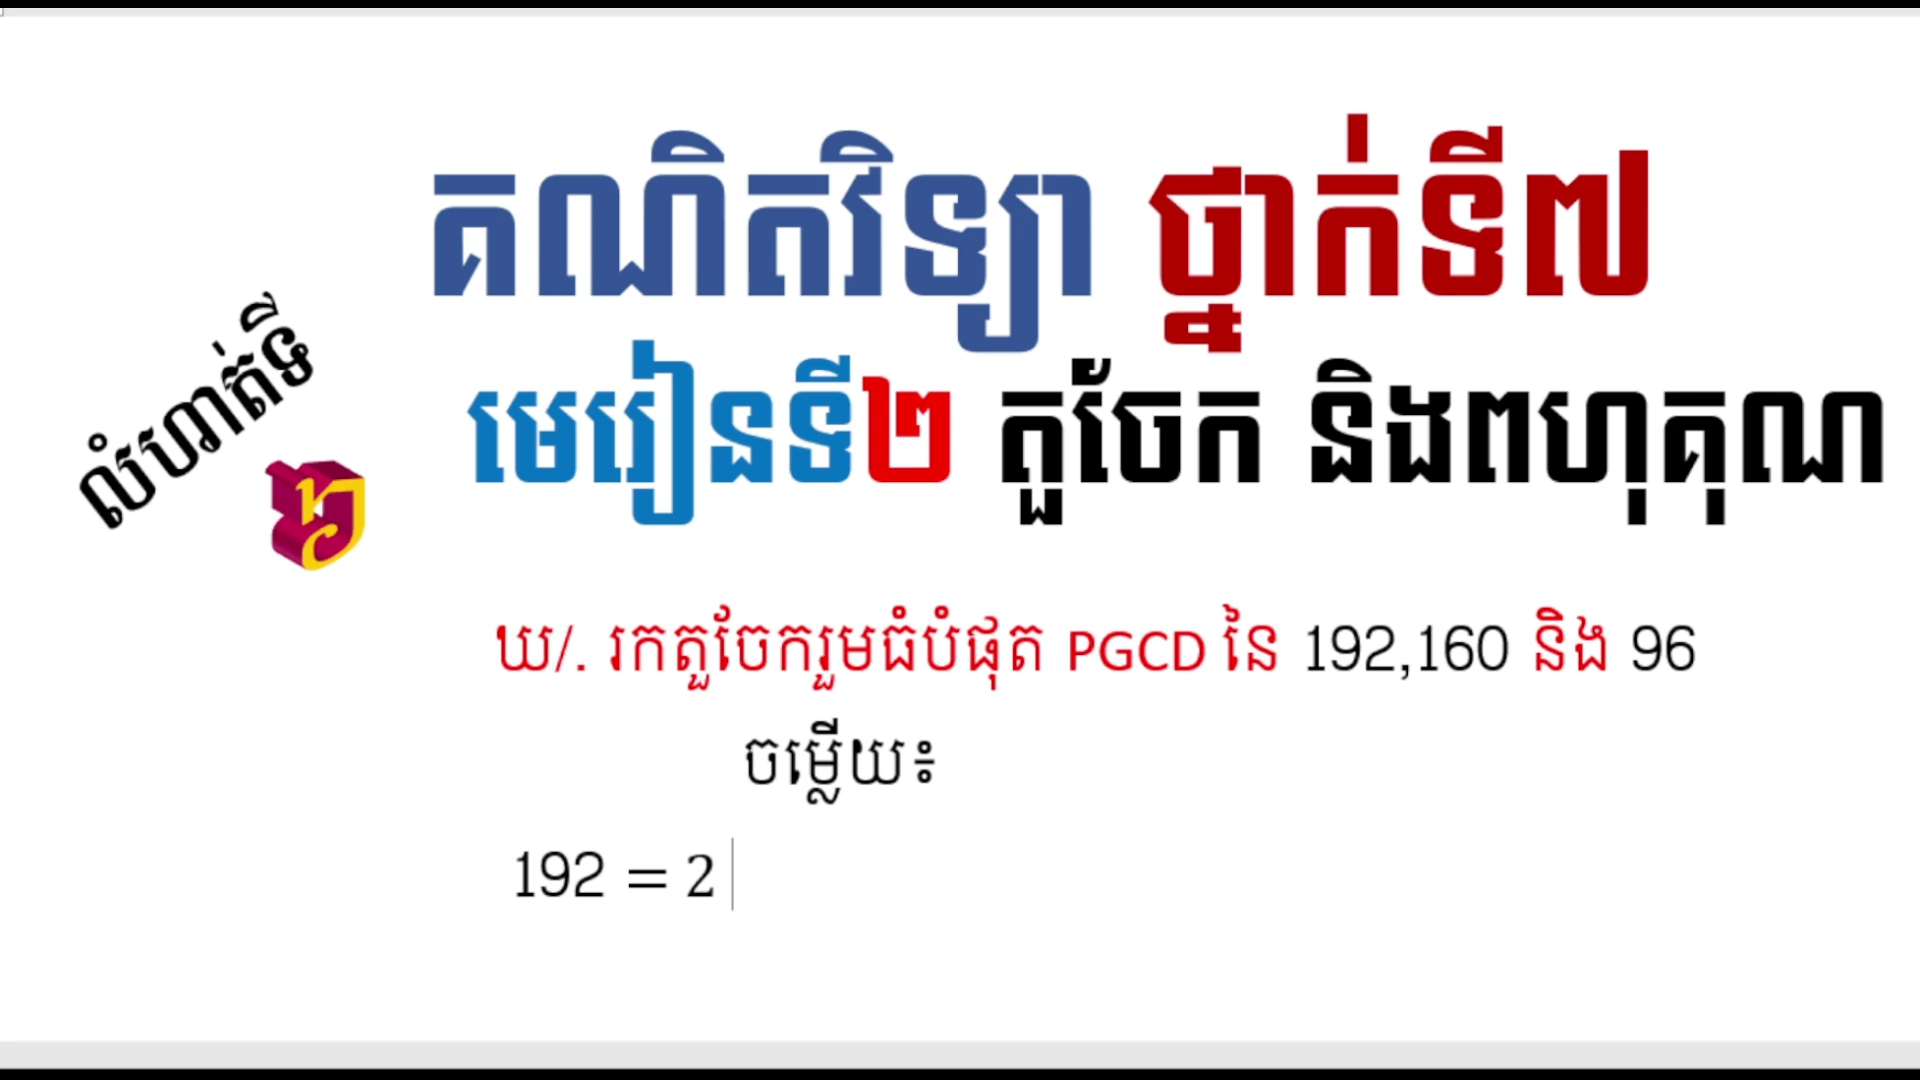 គណិតវិទ្យា ថ្នាក់ទី៧
មេរៀនទី២ តួចែក និងពហុគុណ
លំហាត់ទី
ឃ/. រកតួចែករួមធំបំផុត PGCD នៃ 192,160 និង 96
ចម្លើយ៖
192 = 2